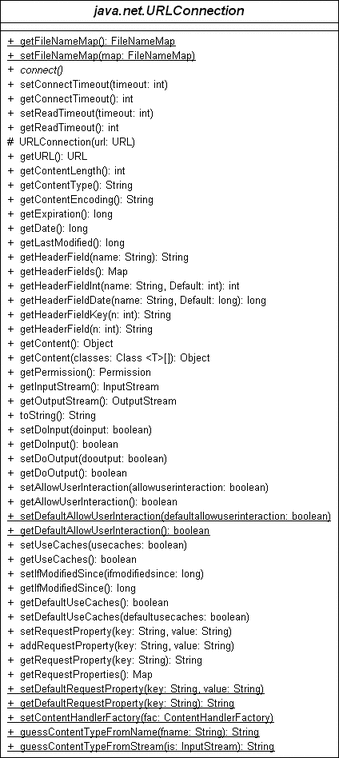 java.net.URLConnection
+ getFileNameMap(): FileNameMap
+ setFileNameMap(map: FileNameMap)
+ connect()
+ setConnectTimeout(timeout: int)
+ getConnectTimeout(): int
+ setReadTimeout(timeout: int)
+ getReadTimeout(): int
# URLConnection(url: URL)
+ getURL(): URL
+ getContentLength(): int
+ getContentType(): String
+ getContentEncoding(): String
+ getExpiration(): long
+ getDate(): long
+ getLastModified(): long
+ getHeaderField(name: String): String
+ getHeaderFields(): Map
+ getHeaderFieldInt(name: String, Default: int): int
+ getHeaderFieldDate(name: String, Default: long): long
+ getHeaderFieldKey(n: int): String
+ getHeaderField(n: int): String
+ getContent(): Object
+ getContent(classes: Class <T>[]): Object
+ getPermission(): Permission
+ getInputStream(): InputStream
+ getOutputStream(): OutputStream
+ toString(): String
+ setDoInput(doinput: boolean)
+ getDoInput(): boolean
+ setDoOutput(dooutput: boolean)
+ getDoOutput(): boolean
+ setAllowUserInteraction(allowuserinteraction: boolean)
+ getAllowUserInteraction(): boolean
+ setDefaultAllowUserInteraction(defaultallowuserinteraction: boolean)
+ getDefaultAllowUserInteraction(): boolean
+ setUseCaches(usecaches: boolean)
+ getUseCaches(): boolean
+ setIfModifiedSince(ifmodifiedsince: long)
+ getIfModifiedSince(): long
+ getDefaultUseCaches(): boolean
+ setDefaultUseCaches(defaultusecaches: boolean)
+ setRequestProperty(key: String, value: String)
+ addRequestProperty(key: String, value: String)
+ getRequestProperty(key: String): String
+ getRequestProperties(): Map
+ setDefaultRequestProperty(key: String, value: String)
+ getDefaultRequestProperty(key: String): String
+ setContentHandlerFactory(fac: ContentHandlerFactory)
+ guessContentTypeFromName(fname: String): String
+ guessContentTypeFromStream(is: InputStream): String